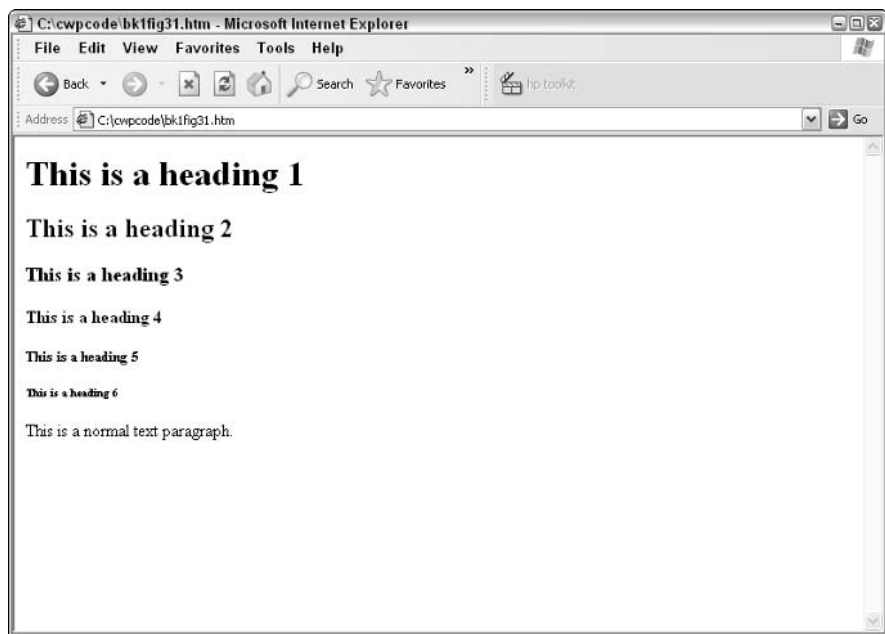 C:\cwpcode\bk1fig31.htm - Microsoft Internet Explorer
File Edit View Favorites Tools Help
Back Search Favorites » hp toolkit
Address C:\cwpcode\bk1fig31.htm Go
This is a heading 1
This is a heading 2
This is a heading 3
This is a heading 4
This is a heading 5
This is a heading 6
This is a normal text paragraph.